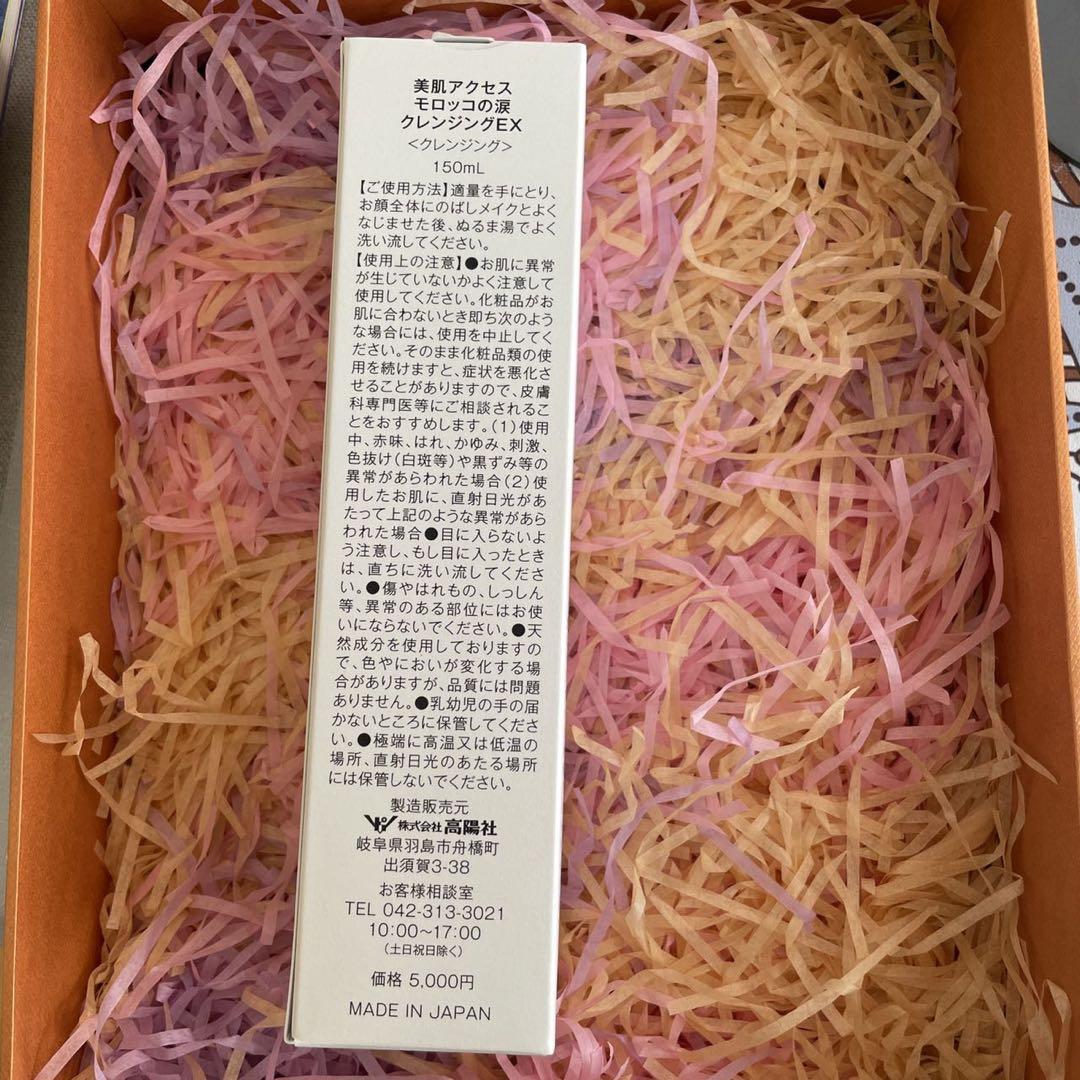 美肌アクセス
モロッコの涙
クレンジングEX
＜クレンジング＞
150mL
【ご使用方法】適量を手にとり、
お顔全体にのばしメイクとよく
なじませた後、ぬるま湯でよく
洗い流してください。
【使用上の注意】●お肌に異常
が生じていないかよく注意して
使用してください。化粧品がお
肌に合わないとき即ち次のよう
な場合には、使用を中止してく
ださい。そのまま化粧品類の使
用を続けますと、症状を悪化さ
せることがありますので、皮膚
科専門医等にご相談されるこ
とをおすすめします。(1)使用
中、赤味、はれ、かゆみ、刺激、
色抜け(白斑等)や黒ずみ等の
異常があらわれた場合(2)使
用したお肌に、直射日光があ
たって上記のような異常があら
われた場合●目に入らないよ
う注意し、もし目に入ったとき
は、直ちに洗い流してくださ
い。●傷やはれもの、しっしん
等、異常のある部位にはお使
いにならないでください。●天
然成分を使用しておりますの
で、色やにおいが変化する場
合がありますが、品質には問題
ありません。●乳幼児の手の届
かないところに保管してくださ
い。●極端に高温又は低温の
場所、直射日光のあたる場所
には保管しないでください。
製造販売元
株式会社 高陽社
岐阜県羽島市舟橋町
出須賀3-38
お客様相談室
TEL 042-313-3021
10:00～17:00
(土日祝日除く)
価格 5,000円
MADE IN JAPAN